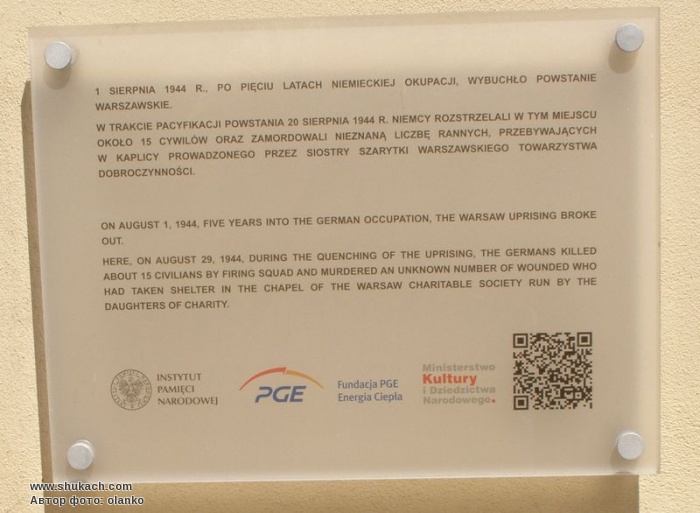 1 SIERPNIA 1944 R., PO PIĘCIU LATACH NIEMIECKIEJ OKUPACJI, WYBUCHŁO POWSTANIE
WARSZAWSKIE.
W TRAKCIE PACYFIKACJI POWSTANIA 20 SIERPNIA 1944 R. NIEMCY ROZSTRZELALI W TYM MIEJSCU
OKOŁO 15 CYWILÓW ORAZ ZAMORDOWALI NIEZNANĄ LICZBĘ RANNYCH, PRZEBYWAJĄCYCH
W KAPLICY PROWADZONEGO PRZEZ SIOSTRY SZARYTKI WARSZAWSKIEGO TOWARZYSTWA
DOBROCZYNNOŚCI.
ON AUGUST 1, 1944, FIVE YEARS INTO THE GERMAN OCCUPATION, THE WARSAW UPRISING BROKE
OUT.
HERE, ON AUGUST 29, 1944, DURING THE QUENCHING OF THE UPRISING, THE GERMANS KILLED
ABOUT 15 CIVILIANS BY FIRING SQUAD AND MURDERED AN UNKNOWN NUMBER OF WOUNDED WHO
HAD TAKEN SHELTER IN THE CHAPEL OF THE WARSAW CHARITABLE SOCIETY RUN BY THE
DAUGHTERS OF CHARITY.
INSTYTUT
PAMIĘCI
NARODOWEJ
PGE
Fundacja PGE
Energia Ciepła
Ministerstwo
Kultury
i Dziedzictwa
Narodowego.
www.shukach.com
Автор фото: olanko